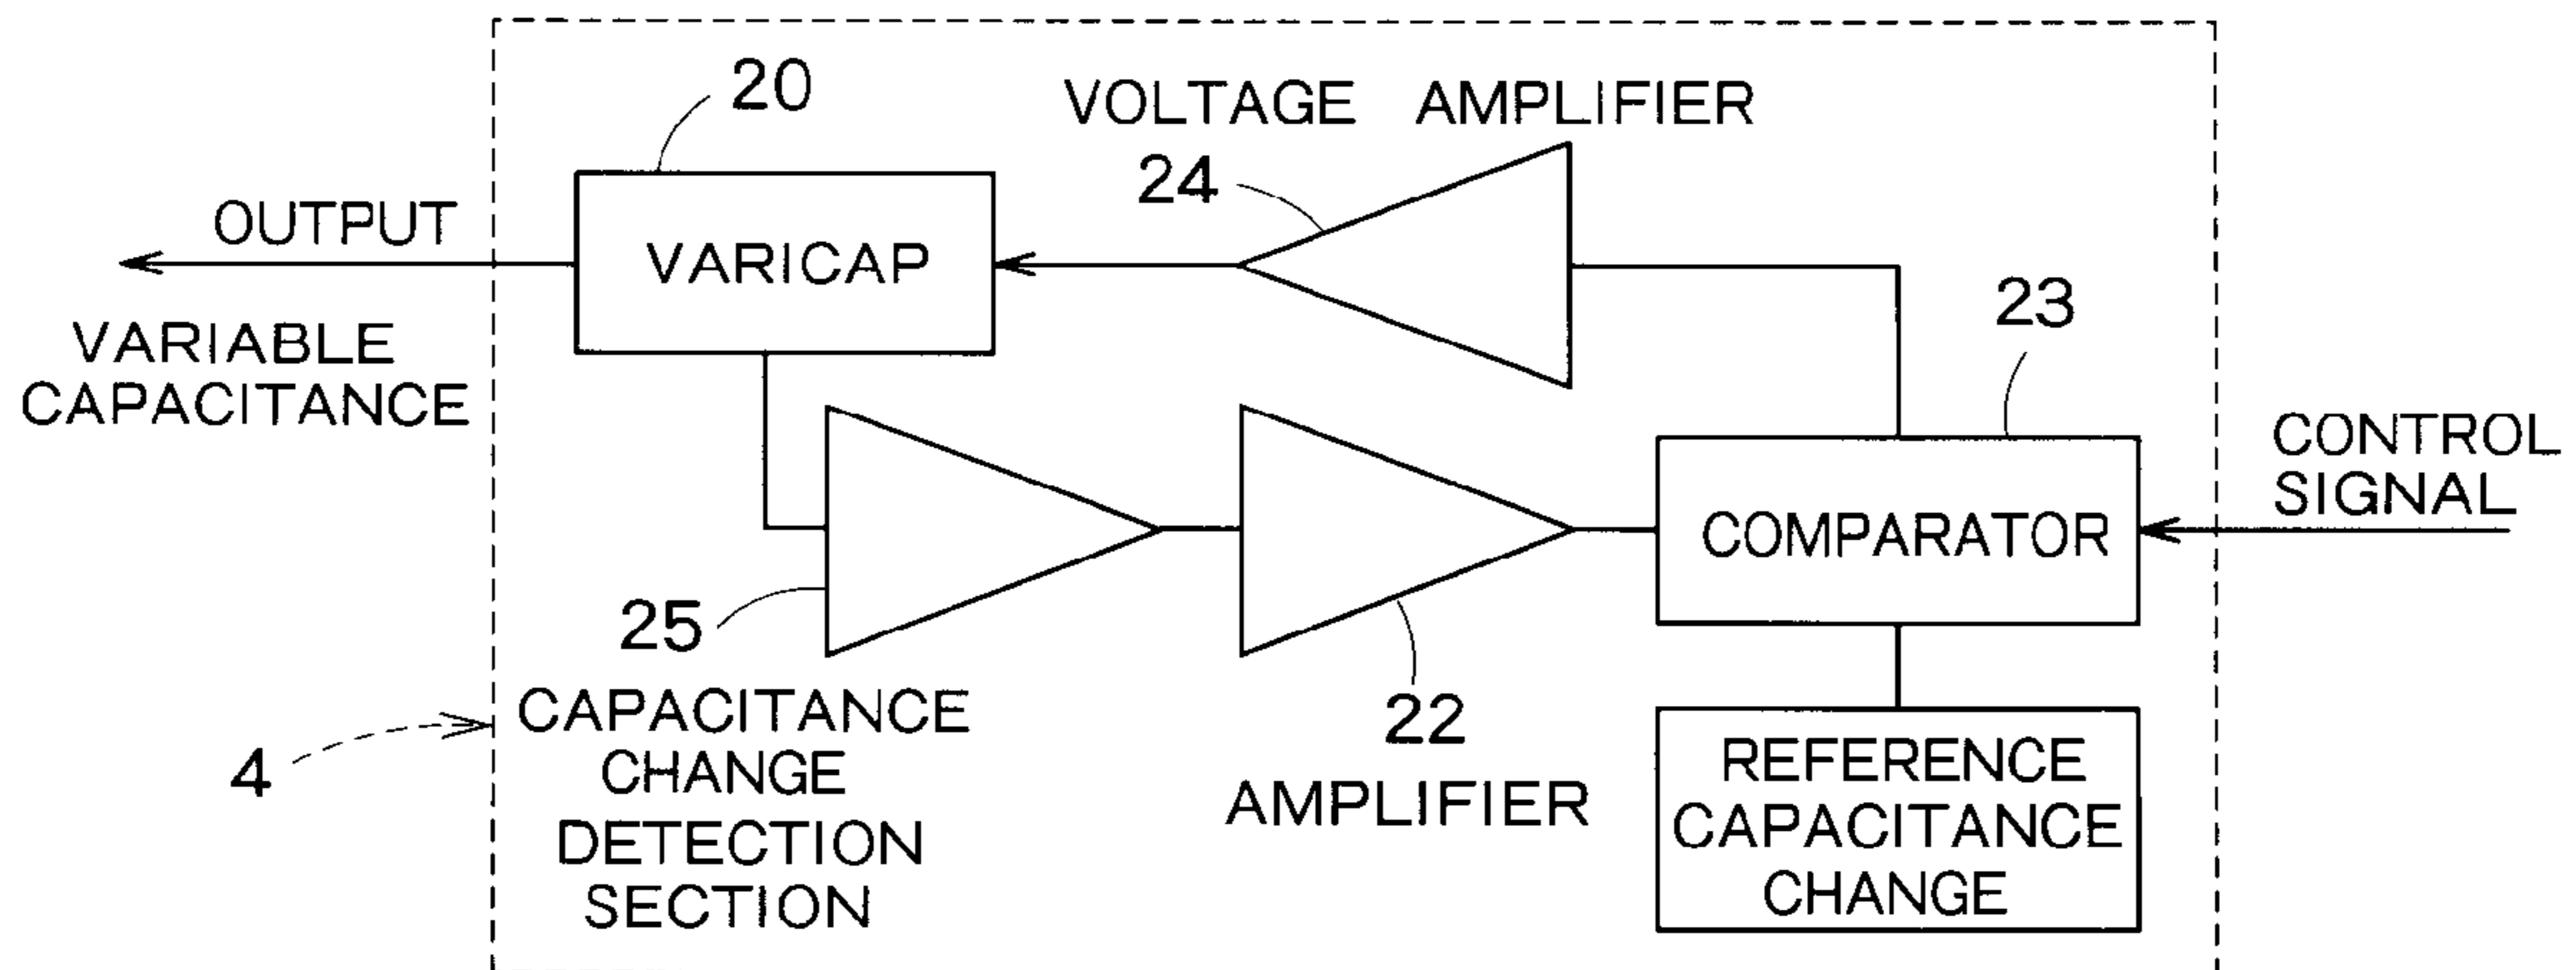 20
VOLTAGE AMPLIFIER
24
OUTPUT
VARICAP
23
VARIABLE
CAPACITANCE
CONTROL
SIGNAL
COMPARATOR
25
CAPACITANCE
CHANGE
DETECTION
SECTION
22
AMPLIFIER
4
REFERENCE
CAPACITANCE
CHANGE